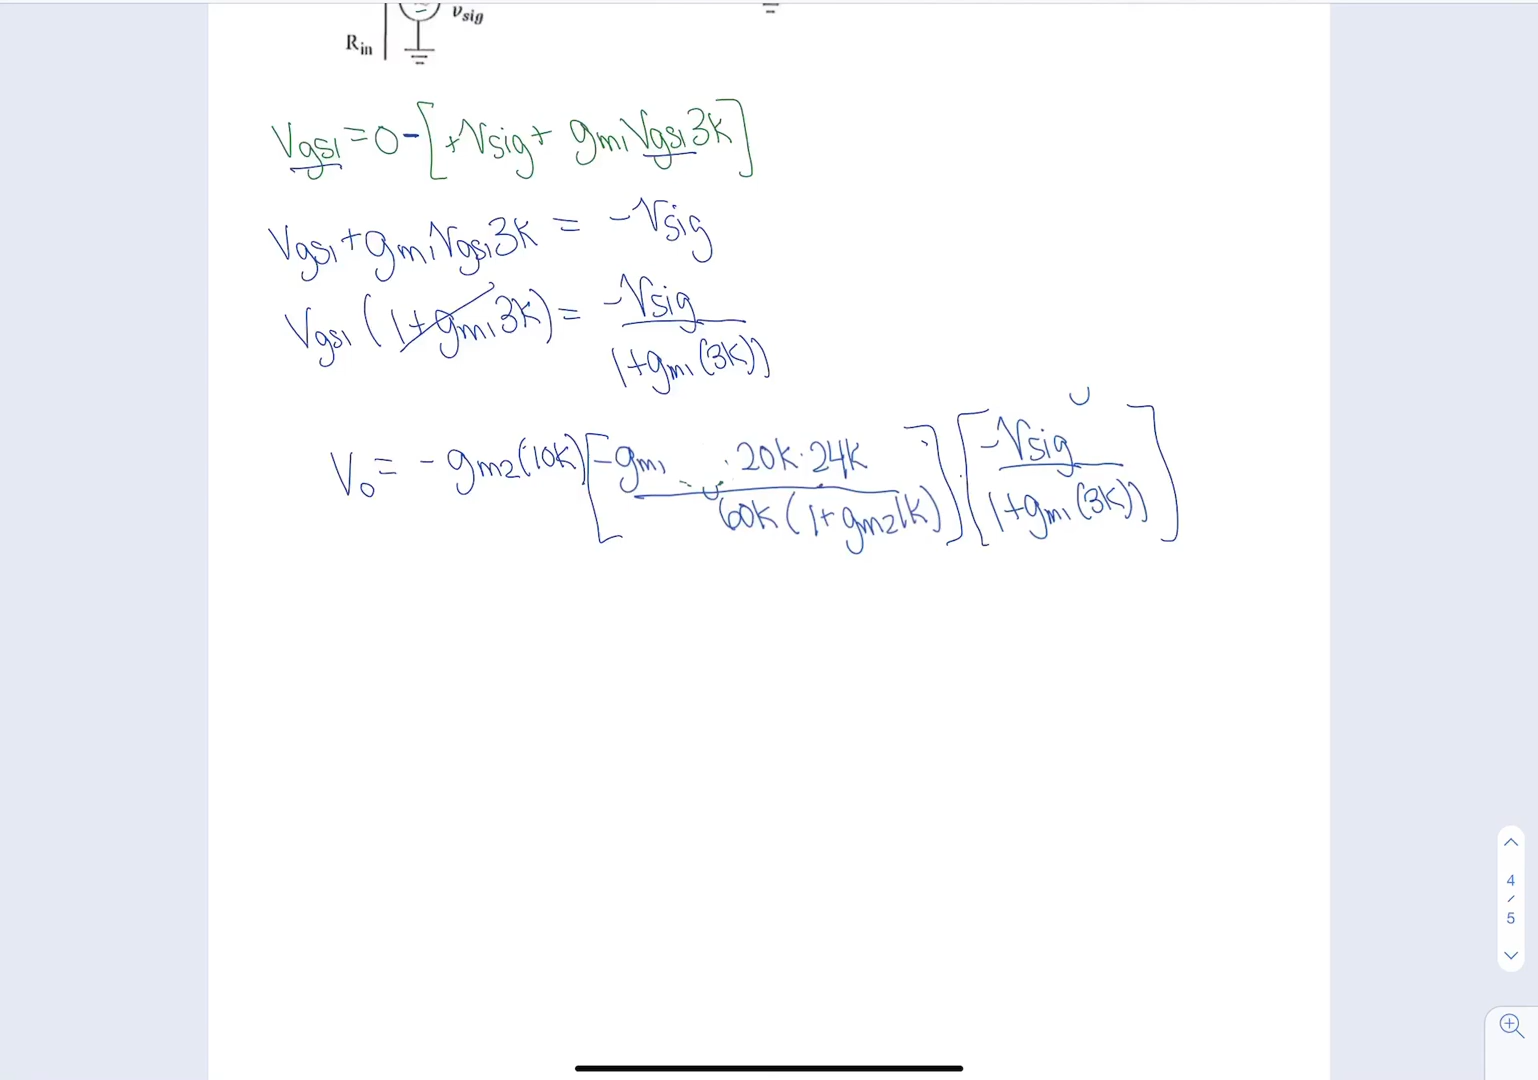 vsig
Rin
Vgs1 = 0 - [+Vsig + gm1 Vgs1 3k]
Vgs1 + gm1 Vgs1 3k = -Vsig
Vgs1 (1+gm1 3k) = -Vsig / 1+gm1(3k))
Vo = - gm2(10k) [-gm1 · 20k · 24k / 60k (1+gm2 1k)] [-Vsig / 1+gm1(3k))]
4
/
5